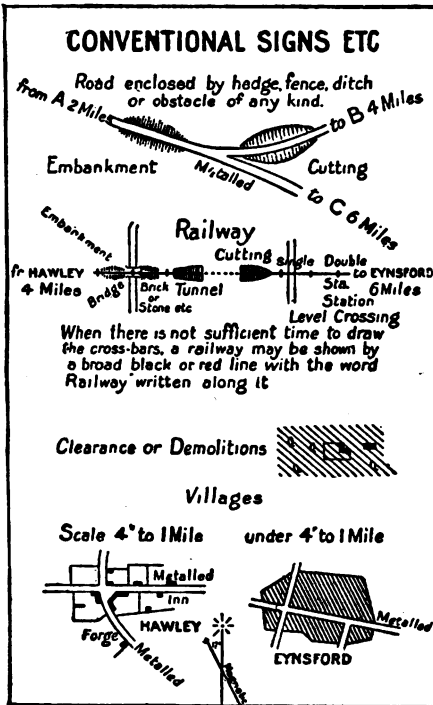 CONVENTIONAL SIGNS ETC
Road enclosed by hedge, fence, ditch
or obstacle of any kind.
from A 2 Miles
to B 4 Miles
Embankment
Metalled
Cutting
to C 6 Miles
Railway
Embankment
Cutting
Single
Double
fr HAWLEY
4 Miles
Bridge
Brick
or
Stone etc
Tunnel
Sta.
Station
to EYNSFORD
6 Miles
Level Crossing
When there is not sufficient time to draw
the cross-bars, a railway may be shown by
a broad black or red line with the word
Railway written along it
Clearance or Demolitions
Villages
Scale 4" to 1 Mile
under 4" to 1 Mile
Metalled
Inn
HAWLEY
Forge
Metalled
Magnetic
Metalled
EYNSFORD